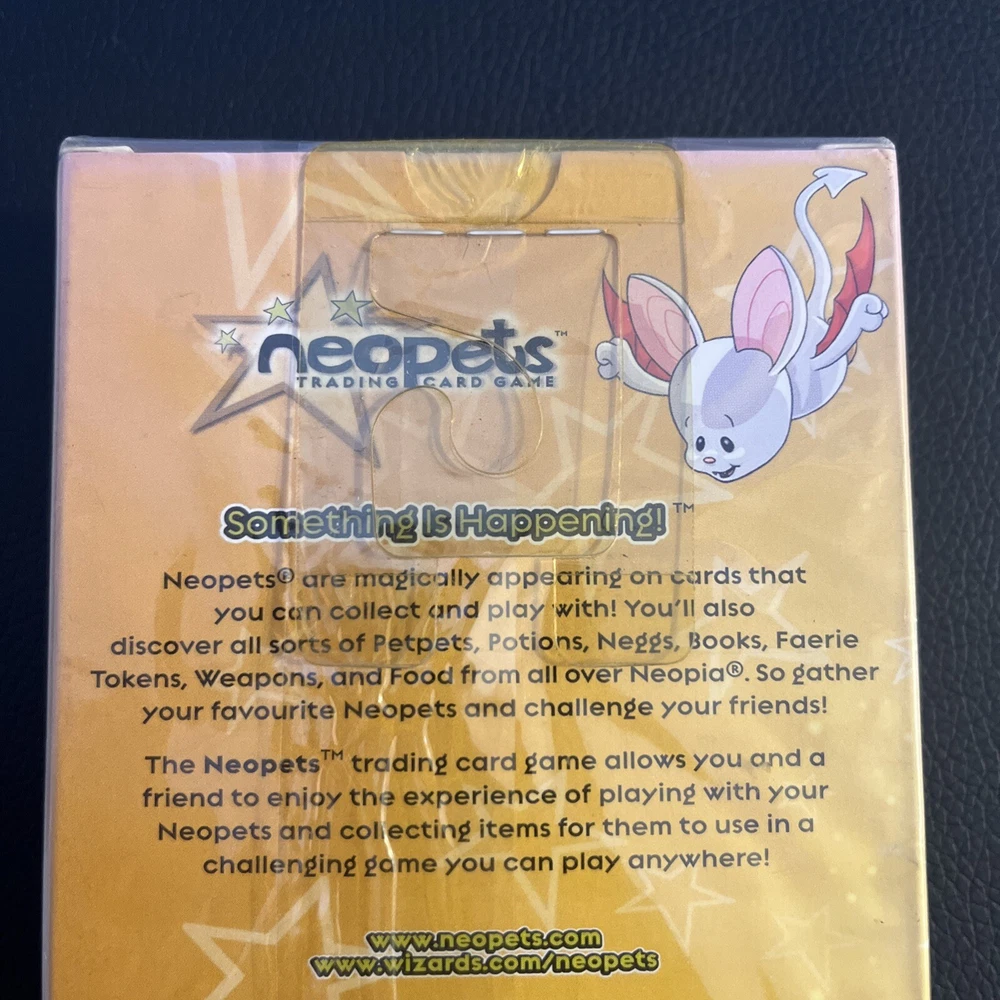 neopets™
TRADING CARD GAME
Something Is Happening! ™
Neopets® are magically appearing on cards that
you can collect and play with! You'll also
discover all sorts of Petpets, Potions, Neggs, Books, Faerie
Tokens, Weapons, and Food from all over Neopia®. So gather
your favourite Neopets and challenge your friends!
The Neopets™ trading card game allows you and a
friend to enjoy the experience of playing with your
Neopets and collecting items for them to use in a
challenging game you can play anywhere!
www.neopets.com
www.wizards.com/neopets